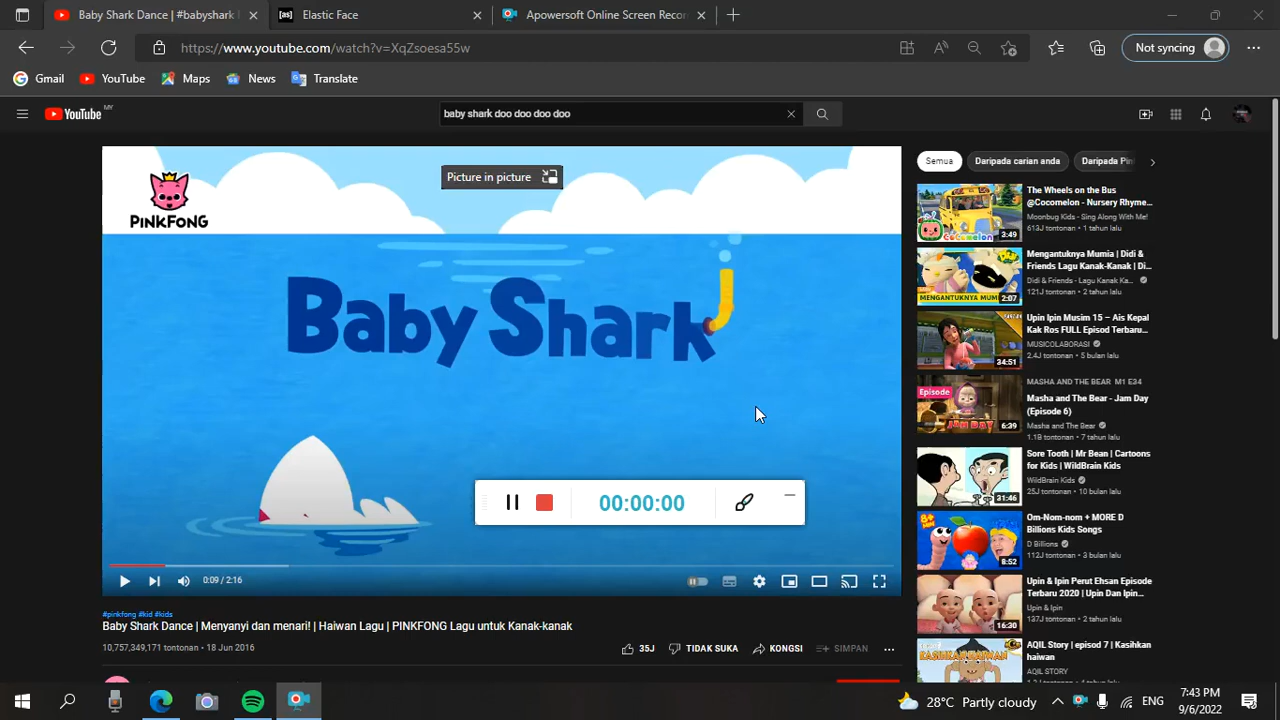 Baby Shark Dance | #babyshark
Elastic Face
Apowersoft Online Screen Recor
https://www.youtube.com/watch?v=XqZsoesa55w
Not syncing
Gmail
YouTube
Maps
News
Translate
YouTube MY
baby shark doo doo doo doo
PINKFONG
Picture in picture
Baby Shark
00:00:00
0:09 / 2:16
#pinkfong #kid #kids
Baby Shark Dance | Menyanyi dan menari! | Haiwan Lagu | PINKFONG Lagu untuk Kanak-kanak
10,757,349,171 tontonan • 18 Jun 2016
35J
TIDAK SUKA
KONGSI
SIMPAN
Semua
Daripada carian anda
Daripada Pin
The Wheels on the Bus
@Cocomelon - Nursery Rhyme...
Moonbug Kids - Sing Along With Me!
613J tontonan • 1 tahun lalu
COCOMELON
3:49
Mengantuknya Mumia | Didi &
Friends Lagu Kanak-Kanak | Di...
Didi & Friends - Lagu Kanak Ka...
121J tontonan • 2 tahun lalu
MENGANTUKNYA MUMI
2:07
Upin Ipin Musim 15 – Ais Kepal
Kak Ros FULL Episod Terbaru...
MUSICOLABORASI
2.4J tontonan • 5 bulan lalu
34:51
MASHA AND THE BEAR M1 E34
Masha and The Bear - Jam Day
(Episode 6)
Masha and The Bear
1.1B tontonan • 7 tahun lalu
Episode
JAM DAY
6:39
Sore Tooth | Mr Bean | Cartoons
for Kids | WildBrain Kids
WildBrain Kids
25J tontonan • 10 bulan lalu
31:46
Om-Nom-nom + MORE D
Billions Kids Songs
D Billions
112J tontonan • 3 bulan lalu
8+
MIN
8:52
Upin & Ipin Perut Ehsan Episode
Terbaru 2020 | Upin Dan Ipin...
Upin & Ipin
137J tontonan • 2 tahun lalu
16:30
AQIL Story | episod 7 | Kasihkan
haiwan
AQIL STORY
KASIHKAN HAIWAN
28°C Partly cloudy
ENG
7:43 PM
9/6/2022